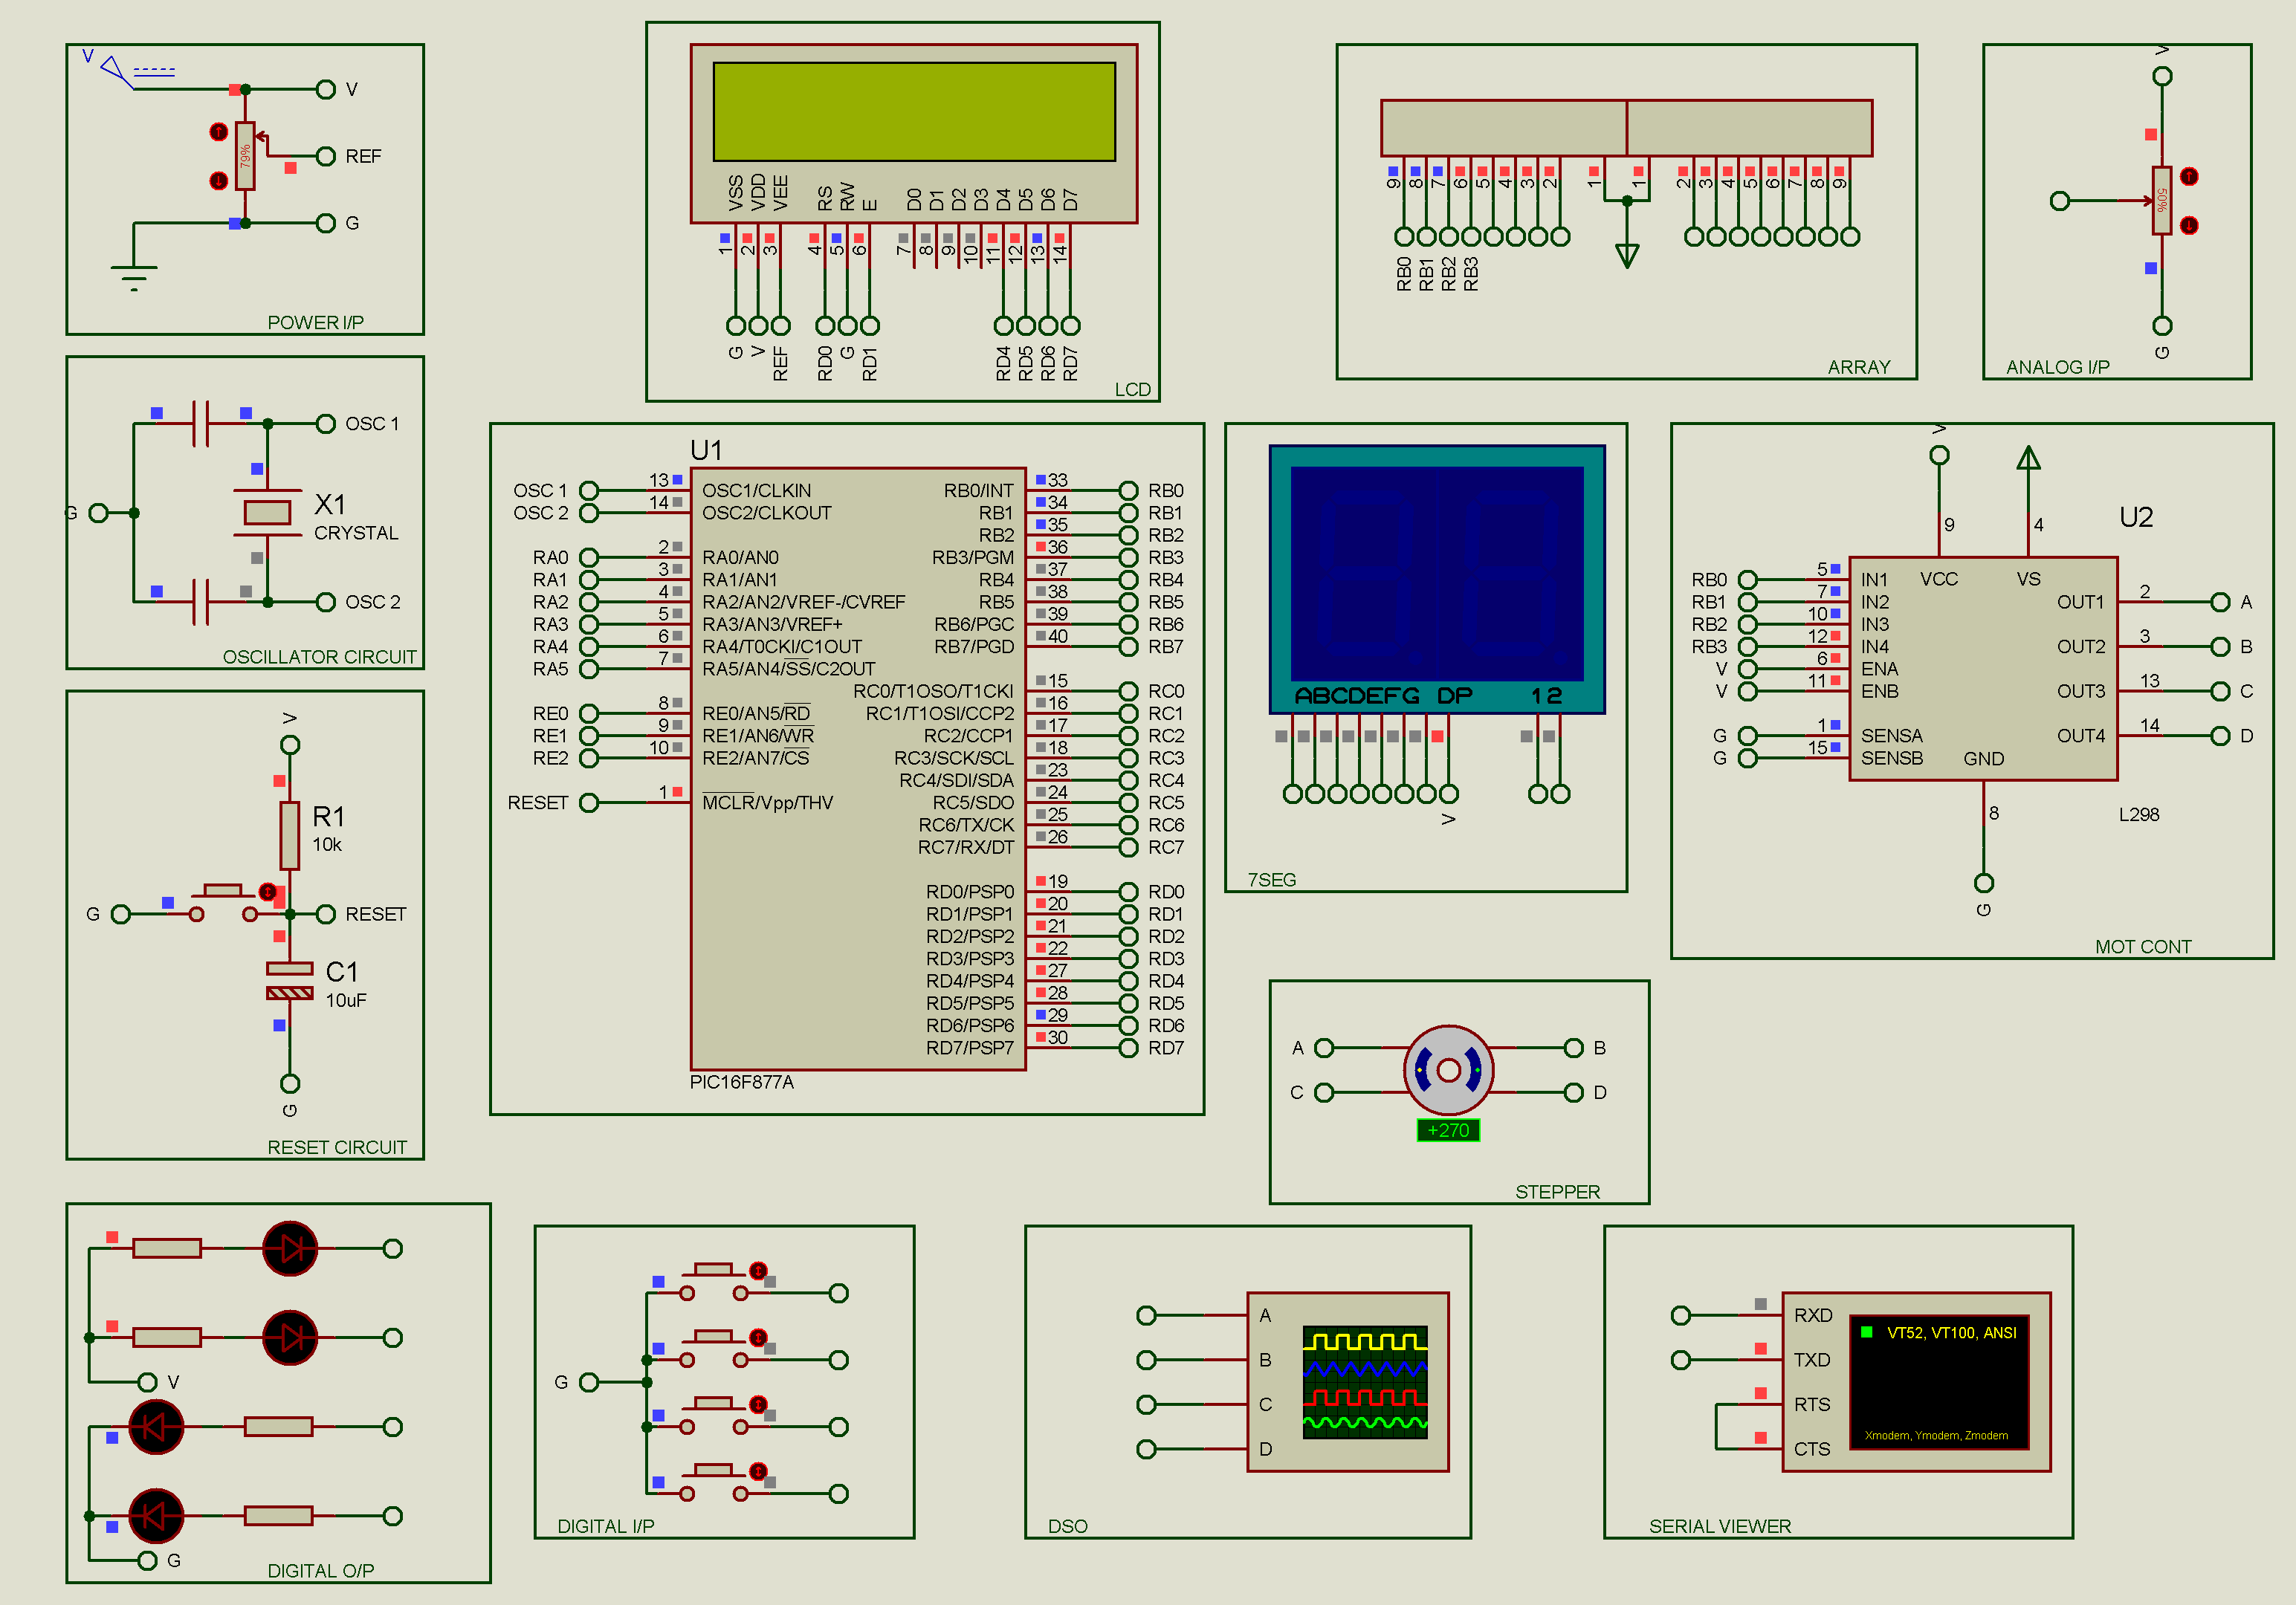 V
V
79%
REF
G
POWER I/P
VSS
VDD
VEE
RS
RW
E
D0
D1
D2
D3
D4
D5
D6
D7
1
2
3
4
5
6
7
8
9
10
11
12
13
14
G
V
REF
RD0
G
RD1
RD4
RD5
RD6
RD7
LCD
9
8
7
6
5
4
3
2
1
1
2
3
4
5
6
7
8
9
RB0
RB1
RB2
RB3
ARRAY
V
50%
G
ANALOG I/P
OSC 1
G
X1
CRYSTAL
OSC 2
OSCILLATOR CIRCUIT
U1
OSC 1 13 OSC1/CLKIN
OSC 2 14 OSC2/CLKOUT
RA0 2 RA0/AN0
RA1 3 RA1/AN1
RA2 4 RA2/AN2/VREF-/CVREF
RA3 5 RA3/AN3/VREF+
RA4 6 RA4/T0CKI/C1OUT
RA5 7 RA5/AN4/SS/C2OUT
RE0 8 RE0/AN5/RD
RE1 9 RE1/AN6/WR
RE2 10 RE2/AN7/CS
RESET 1 MCLR/Vpp/THV
RB0/INT 33 RB0
RB1 34 RB1
RB2 35 RB2
RB3/PGM 36 RB3
RB4 37 RB4
RB5 38 RB5
RB6/PGC 39 RB6
RB7/PGD 40 RB7
RC0/T1OSO/T1CKI 15 RC0
RC1/T1OSI/CCP2 16 RC1
RC2/CCP1 17 RC2
RC3/SCK/SCL 18 RC3
RC4/SDI/SDA 23 RC4
RC5/SDO 24 RC5
RC6/TX/CK 25 RC6
RC7/RX/DT 26 RC7
RD0/PSP0 19 RD0
RD1/PSP1 20 RD1
RD2/PSP2 21 RD2
RD3/PSP3 22 RD3
RD4/PSP4 27 RD4
RD5/PSP5 28 RD5
RD6/PSP6 29 RD6
RD7/PSP7 30 RD7
PIC16F877A
ABCDEFG DP 12
V
7SEG
V
9
4
U2
VCC VS
RB0 5 IN1
RB1 7 IN2
RB2 10 IN3
RB3 12 IN4
V 6 ENA
V 11 ENB
G 1 SENSA
G 15 SENSB
OUT1 2 A
OUT2 3 B
OUT3 13 C
OUT4 14 D
GND
8
L298
G
MOT CONT
V
R1
10k
G
RESET
C1
10uF
G
RESET CIRCUIT
A
B
C
D
+270
STEPPER
V
G
DIGITAL O/P
G
DIGITAL I/P
A
B
C
D
DSO
RXD
TXD
RTS
CTS
VT52, VT100, ANSI
Xmodem, Ymodem, Zmodem
SERIAL VIEWER